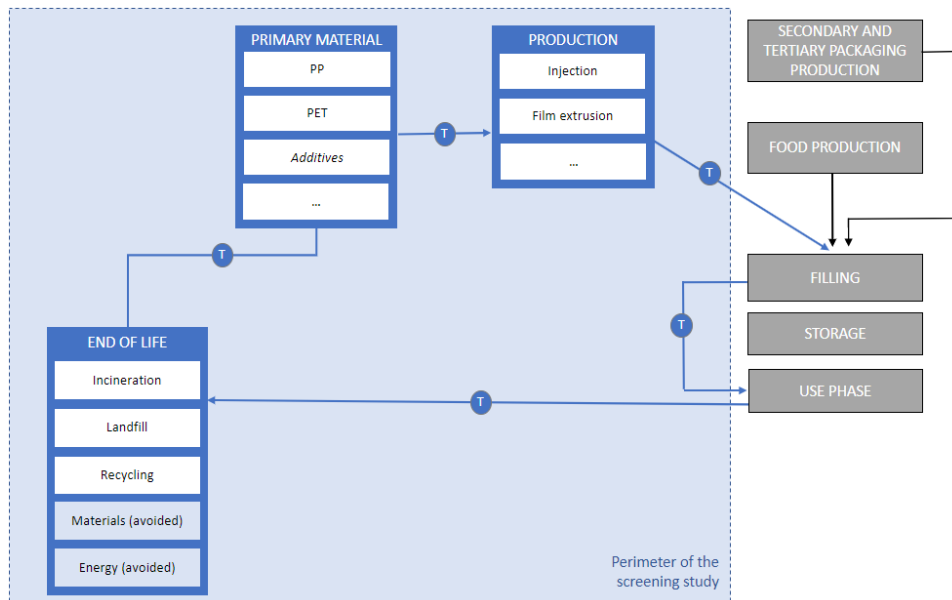 PRIMARY MATERIAL
PP
PET
Additives
...
PRODUCTION
Injection
Film extrusion
...
SECONDARY AND
TERTIARY PACKAGING
PRODUCTION
FOOD PRODUCTION
T
T
T
FILLING
T
STORAGE
USE PHASE
T
END OF LIFE
Incineration
Landfill
Recycling
Materials (avoided)
Energy (avoided)
Perimeter of the
screening study